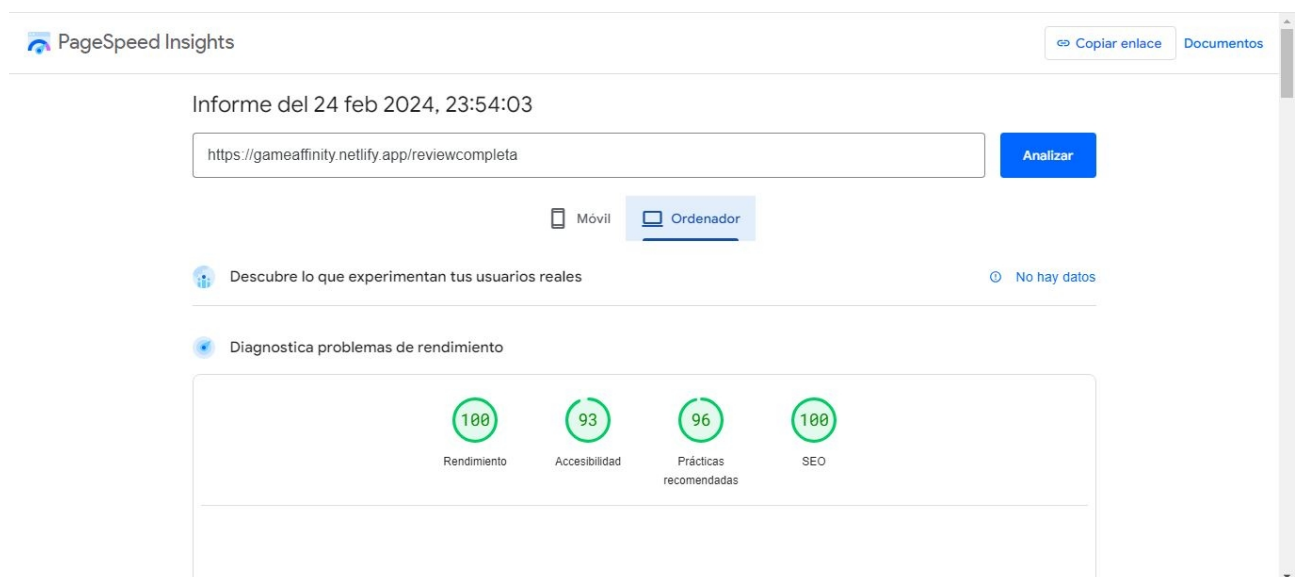 PageSpeed Insights
Copiar enlace
Documentos
Informe del 24 feb 2024, 23:54:03
https://gameaffinity.netlify.app/reviewcompleta
Analizar
Móvil
Ordenador
Descubre lo que experimentan tus usuarios reales
No hay datos
Diagnostica problemas de rendimiento
100
93
96
100
Rendimiento
Accesibilidad
Prácticas
recomendadas
SEO